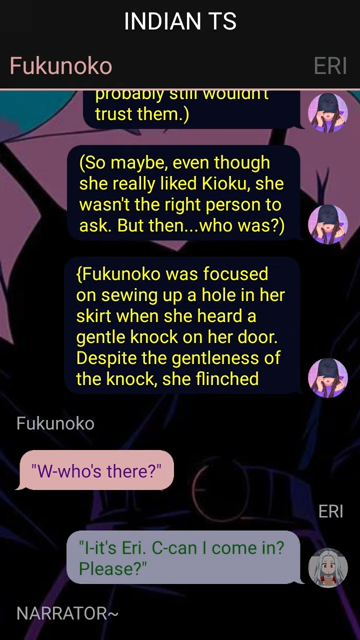 INDIAN TS
Fukunoko
ERI
probably still wouldn't
trust them.)
(So maybe, even though
she really liked Kioku, she
wasn't the right person to
ask. But then...who was?)
{Fukunoko was focused
on sewing up a hole in her
skirt when she heard a
gentle knock on her door.
Despite the gentleness of
the knock, she flinched
Fukunoko
"W-who's there?"
ERI
"I-it's Eri. C-can I come in?
Please?"
NARRATOR~